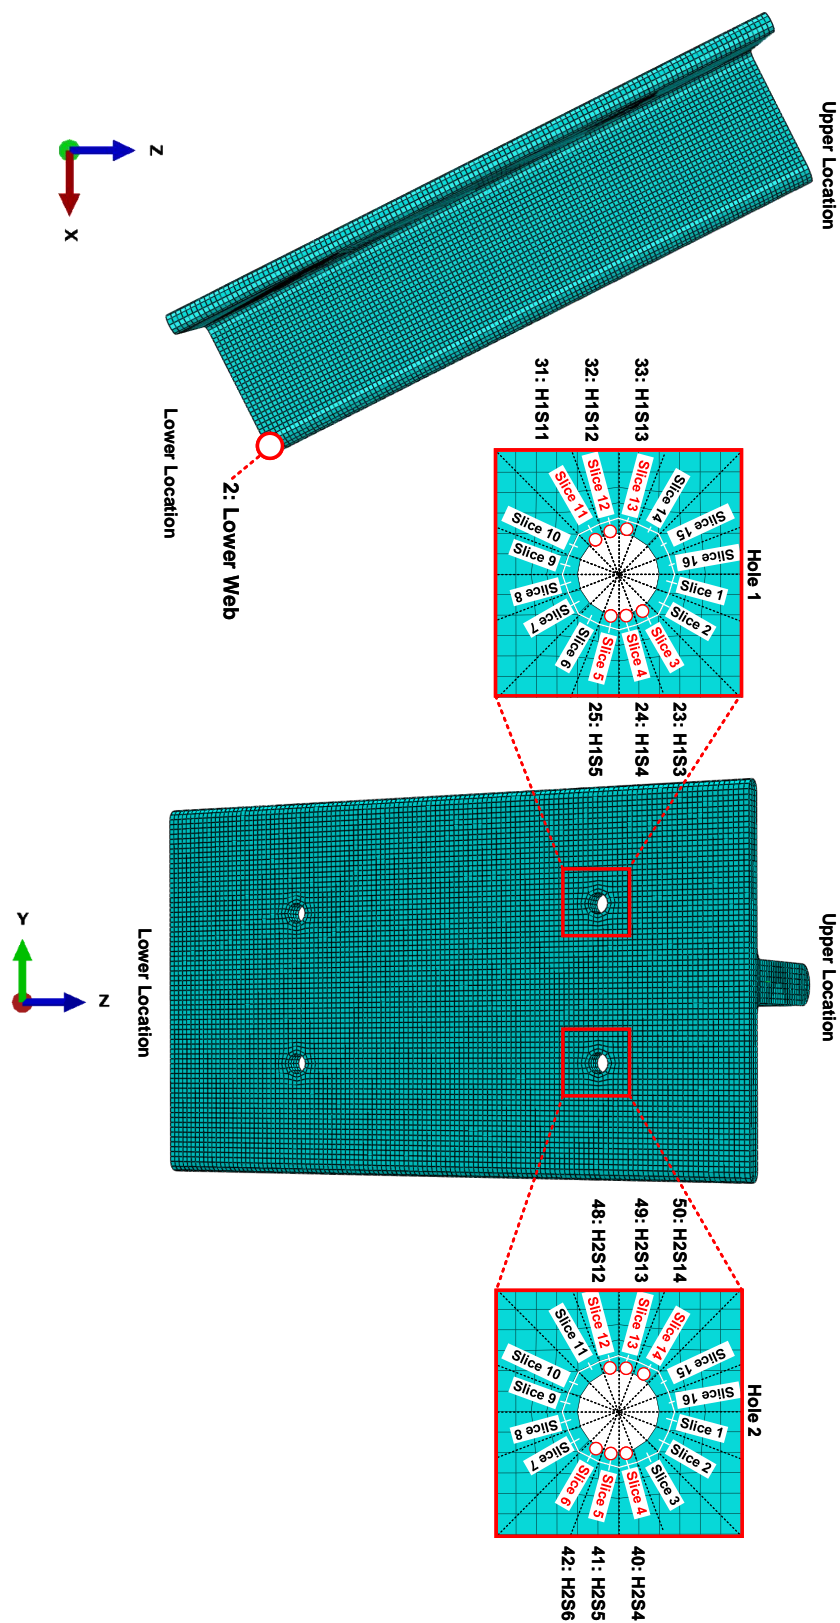 Upper Location
Z
X
Lower Location
2: Lower Web
33: H1S13
32: H1S12
31: H1S11
Hole 1
Slice 1
Slice 2
Slice 3
Slice 4
Slice 5
Slice 6
Slice 7
Slice 8
Slice 9
Slice 10
Slice 11
Slice 12
Slice 13
Slice 14
Slice 15
Slice 16
23: H1S3
24: H1S4
25: H1S5
Upper Location
Y
Z
Lower Location
50: H2S14
49: H2S13
48: H2S12
Hole 2
Slice 1
Slice 2
Slice 3
Slice 4
Slice 5
Slice 6
Slice 7
Slice 8
Slice 9
Slice 10
Slice 11
Slice 12
Slice 13
Slice 14
Slice 15
Slice 16
40: H2S4
41: H2S5
42: H2S6